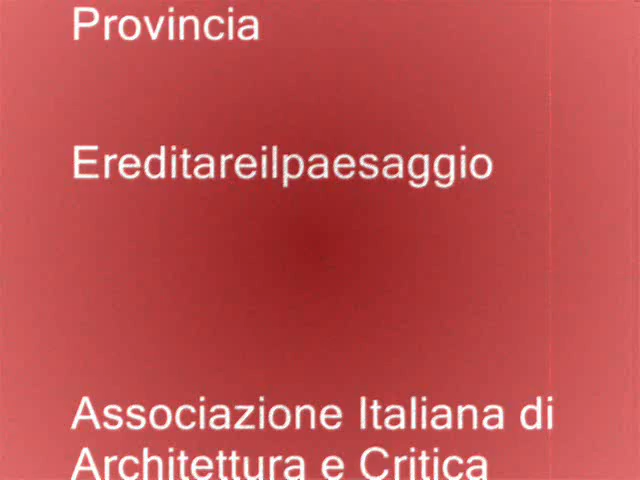 Provincia
Ereditareilpaesaggio
Associazione Italiana di
Architettura e Critica